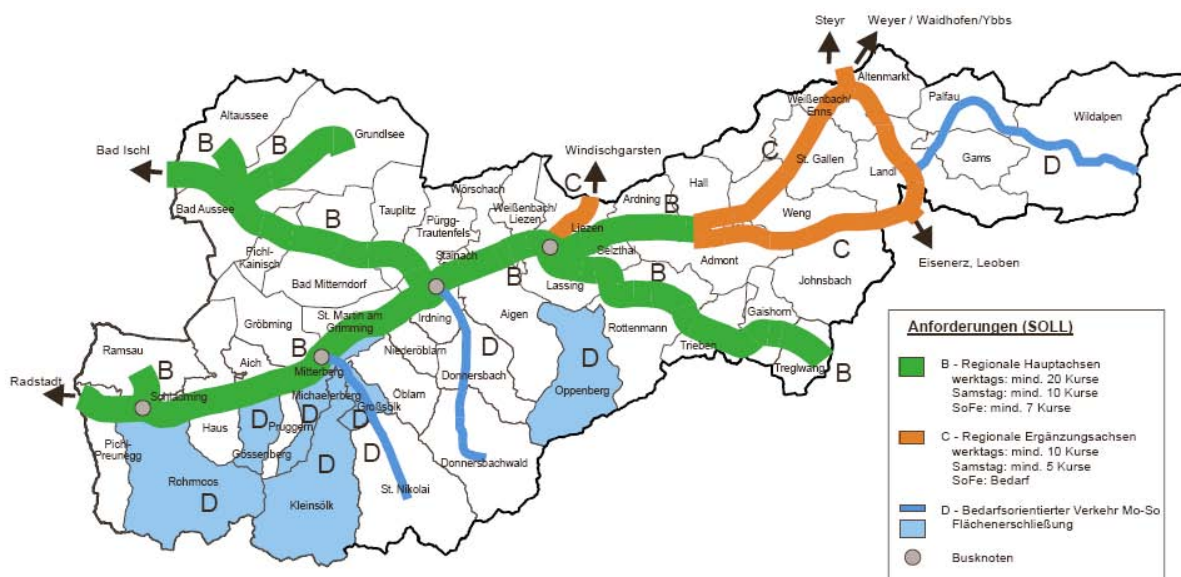 Steyr
Weyer / Waidhofen/Ybbs
Altenmarkt
Palfau
Wildalpen
Weißenbach/
Enns
St. Gallen
C
Gams
D
Landl
Altaussee
B
B
Grundlsee
Bad Ischl
Windischgarsten
C
Hall
Ardning
B
Wörschach
Weißenbach/
Liezen
Liezen
Weng
Bad Aussee
B
Tauplitz
Pürgg-
Trautenfels
Stainach
Selzthal
Admont
C
Eisenerz, Leoben
Pichl-
Kainisch
Bad Mitterndorf
B
Lassing
B
Johnsbach
Gaishorn
St. Martin am
Grimming
Irdning
Aigen
Rottenmann
Gröbming
Trieben
Treglwang
B
Ramsau
B
Aich
B
Niederöblarn
D
D
Mitterberg
Donnersbach
Oppenberg
Radstadt
Schladming
Michaelerberg
Öblarn
Großsölk
D
D
D
Haus
Pruggern
Pichl-
Preunegg
Gössenberg
D
D
Donnersbachwald
Rohrmoos
D
Kleinsölk
St. Nikolai
Anforderungen (SOLL)
B - Regionale Hauptachsen
werktags: mind. 20 Kurse
Samstag: mind. 10 Kurse
SoFe: mind. 7 Kurse
C - Regionale Ergänzungsachsen
werktags: mind. 10 Kurse
Samstag: mind. 5 Kurse
SoFe: Bedarf
D - Bedarfsorientierter Verkehr Mo-So
Flächenerschließung
Busknoten